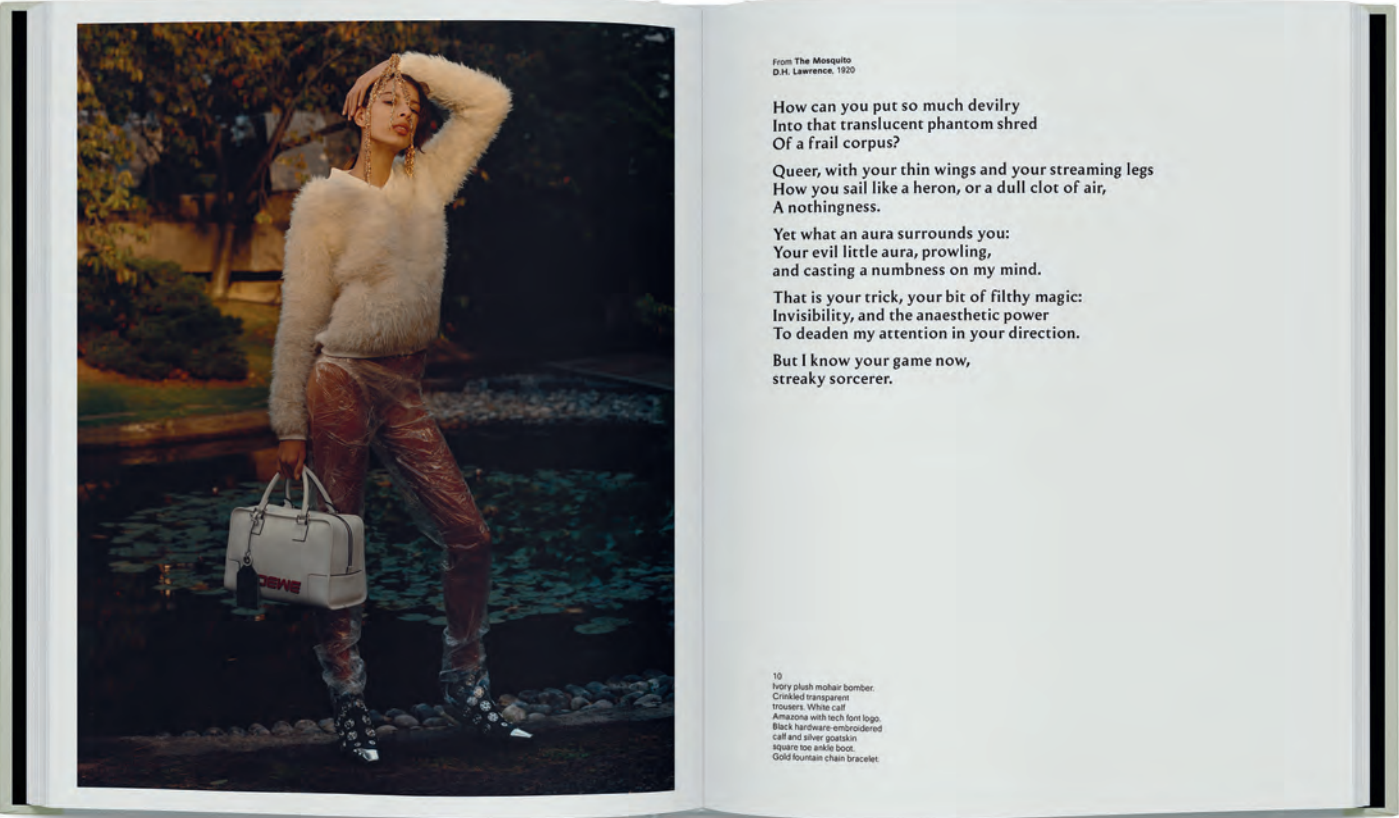 OEWE
From The Mosquito
D.H. Lawrence, 1920
How can you put so much devilry
Into that translucent phantom shred
Of a frail corpus?
Queer, with your thin wings and your streaming legs
How you sail like a heron, or a dull clot of air,
A nothingness.
Yet what an aura surrounds you:
Your evil little aura, prowling,
and casting a numbness on my mind.
That is your trick, your bit of filthy magic:
Invisibility, and the anaesthetic power
To deaden my attention in your direction.
But I know your game now,
streaky sorcerer.
10
Ivory plush mohair bomber.
Crinkled transparent
trousers. White calf
Amazona with tech font logo.
Black hardware-embroidered
calf and silver goatskin
square toe ankle boot.
Gold fountain chain bracelet.